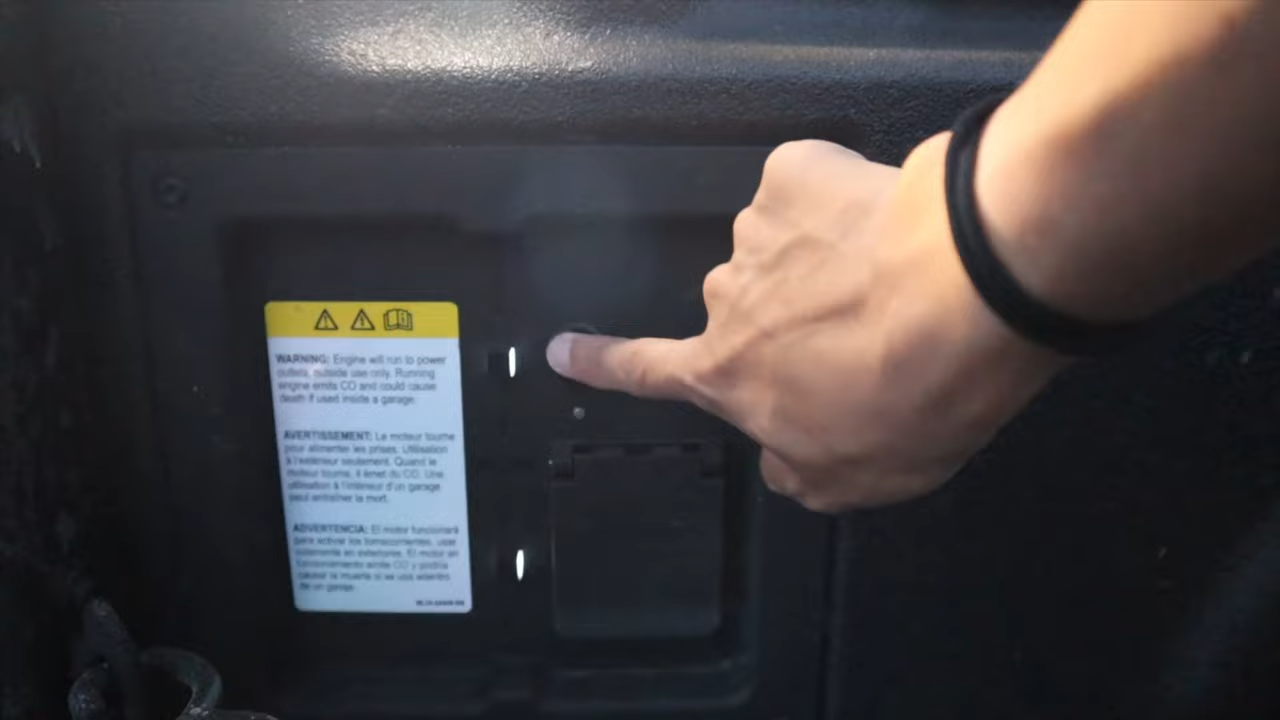 WARNING: Engine will run to power
outlets, outside use only. Running
engine emits CO and could cause
death if used inside a garage.
AVERTISSEMENT: Le moteur tourne
pour alimenter les prises. Utilisation
à l'extérieur seulement. Quand le
moteur tourne, il émet du CO. Une
utilisation à l'intérieur d'un garage
peut entraîner la mort.
ADVERTENCIA: El motor funcionará
para activar los tomacorrientes, usar
solamente en exteriores. El motor en
funcionamiento emite CO y podría
causar la muerte si se usa adentro
de un garaje.